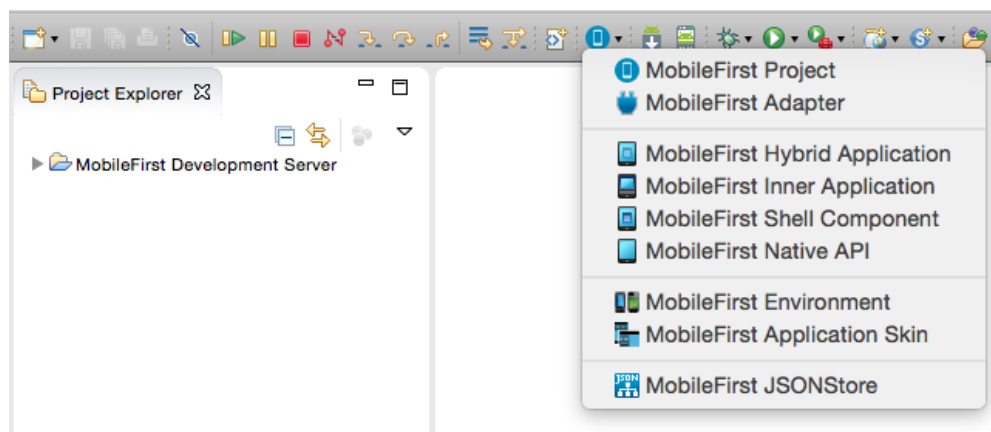 Project Explorer
MobileFirst Development Server
MobileFirst Project
MobileFirst Adapter
MobileFirst Hybrid Application
MobileFirst Inner Application
MobileFirst Shell Component
MobileFirst Native API
MobileFirst Environment
MobileFirst Application Skin
JSON
MobileFirst JSONStore